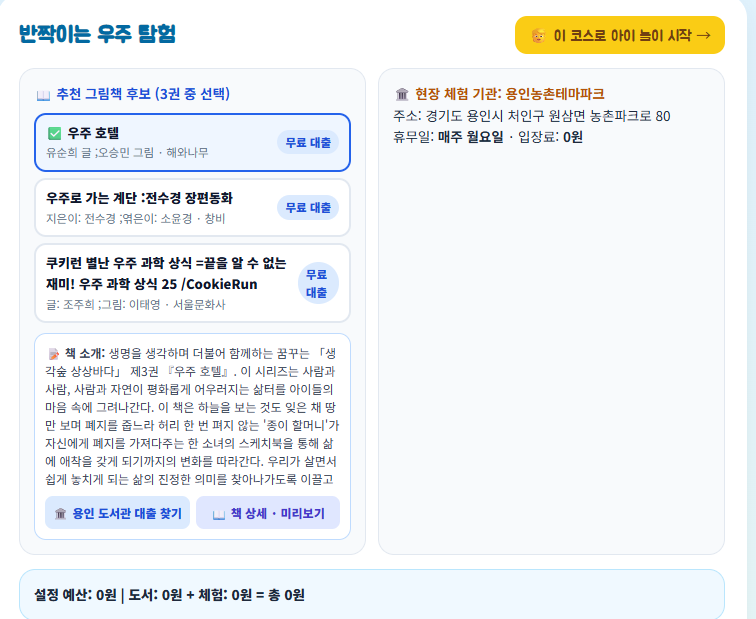 반짝이는 우주 탐험
이 코스로 아이 놀이 시작 →
추천 그림책 후보 (3권 중 선택)
우주 호텔
유순희 글 ;오승민 그림 · 해와나무
무료 대출
우주로 가는 계단 :전수경 장편동화
지은이: 전수경 ;엮은이: 소윤경 · 창비
무료 대출
쿠키런 별난 우주 과학 상식 =끝을 알 수 없는
재미! 우주 과학 상식 25 /CookieRun
글: 조주희 ;그림: 이태영 · 서울문화사
무료
대출
책 소개: 생명을 생각하며 더불어 함께하는 꿈꾸는 「생
각숲 상상바다」 제3권 『우주 호텔』. 이 시리즈는 사람과
사람, 사람과 자연이 평화롭게 어우러지는 삶터를 아이들의
마음 속에 그려나간다. 이 책은 하늘을 보는 것도 잊은 채 땅
만 보며 폐지를 줍느라 허리 한 번 펴지 않는 '종이 할머니'가
자신에게 폐지를 가져다주는 한 소녀의 스케치북을 통해 삶
에 애착을 갖게 되기까지의 변화를 따라간다. 우리가 살면서
쉽게 놓치게 되는 삶의 진정한 의미를 찾아나가도록 이끌고
용인 도서관 대출 찾기
책 상세 · 미리보기
현장 체험 기관: 용인농촌테마파크
주소: 경기도 용인시 처인구 원삼면 농촌파크로 80
휴무일: 매주 월요일 · 입장료: 0원
설정 예산: 0원 | 도서: 0원 + 체험: 0원 = 총 0원